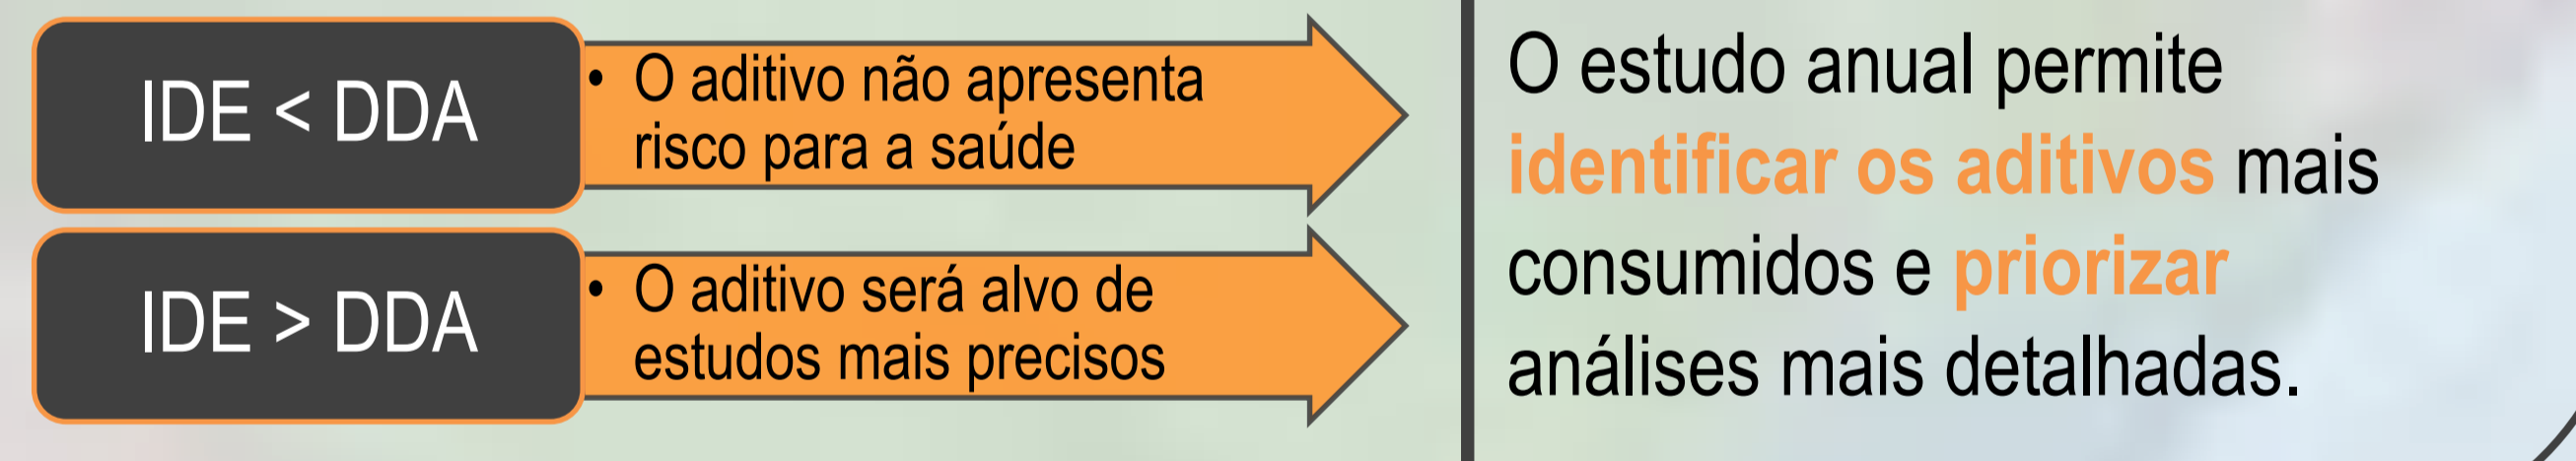 IDE < DDA
• O aditivo não apresenta
risco para a saúde
IDE > DDA
• O aditivo será alvo de
estudos mais precisos
O estudo anual permite
identificar os aditivos mais
consumidos e priorizar
análises mais detalhadas.